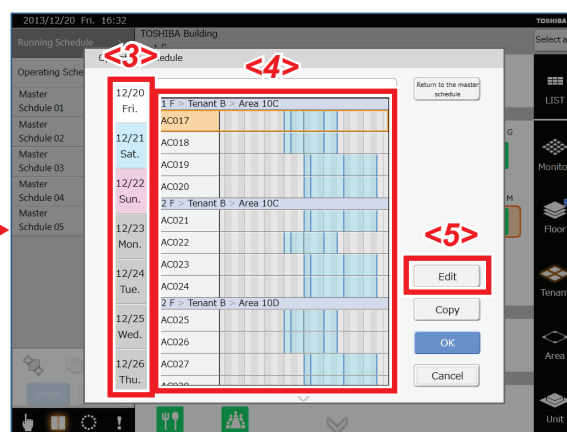 2013/12/20 Fri. 16:32
TOSHIBA
Running Schedule
TOSHIBA Building
Select a
Operating Sche
edule
<3>
<4>
Return to the master
schedule
Master
Schdule 01
Master
Schdule 02
Master
Schdule 03
Master
Schdule 04
Master
Schdule 05
12/20
Fri.
12/21
Sat.
12/22
Sun.
12/23
Mon.
12/24
Tue.
12/25
Wed.
12/26
Thu.
1 F > Tenant B > Area 10C
AC017
AC018
AC019
AC020
2 F > Tenant B > Area 10C
AC021
AC022
AC023
AC024
2 F > Tenant B > Area 10D
AC025
AC026
AC027
<5>
Edit
Copy
OK
Cancel
G
M
LIST
Monito
Floor
Tenan
Area
Unit
Enter